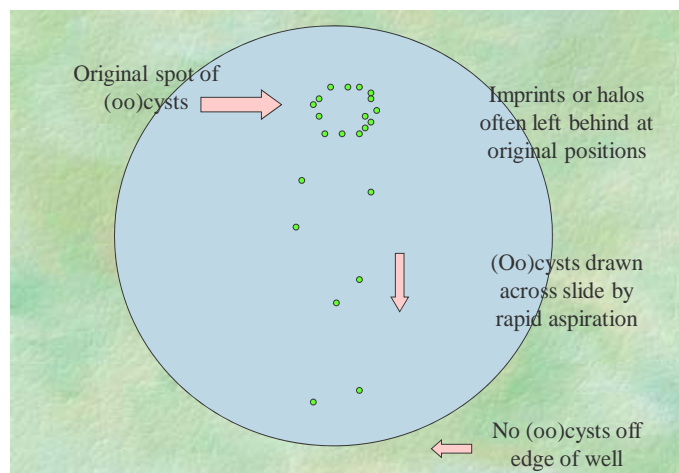 Original spot of
(oo)cysts
Imprints or halos
often left behind at
original positions
(Oo)cysts drawn
across slide by
rapid aspiration
No (oo)cysts off
edge of well